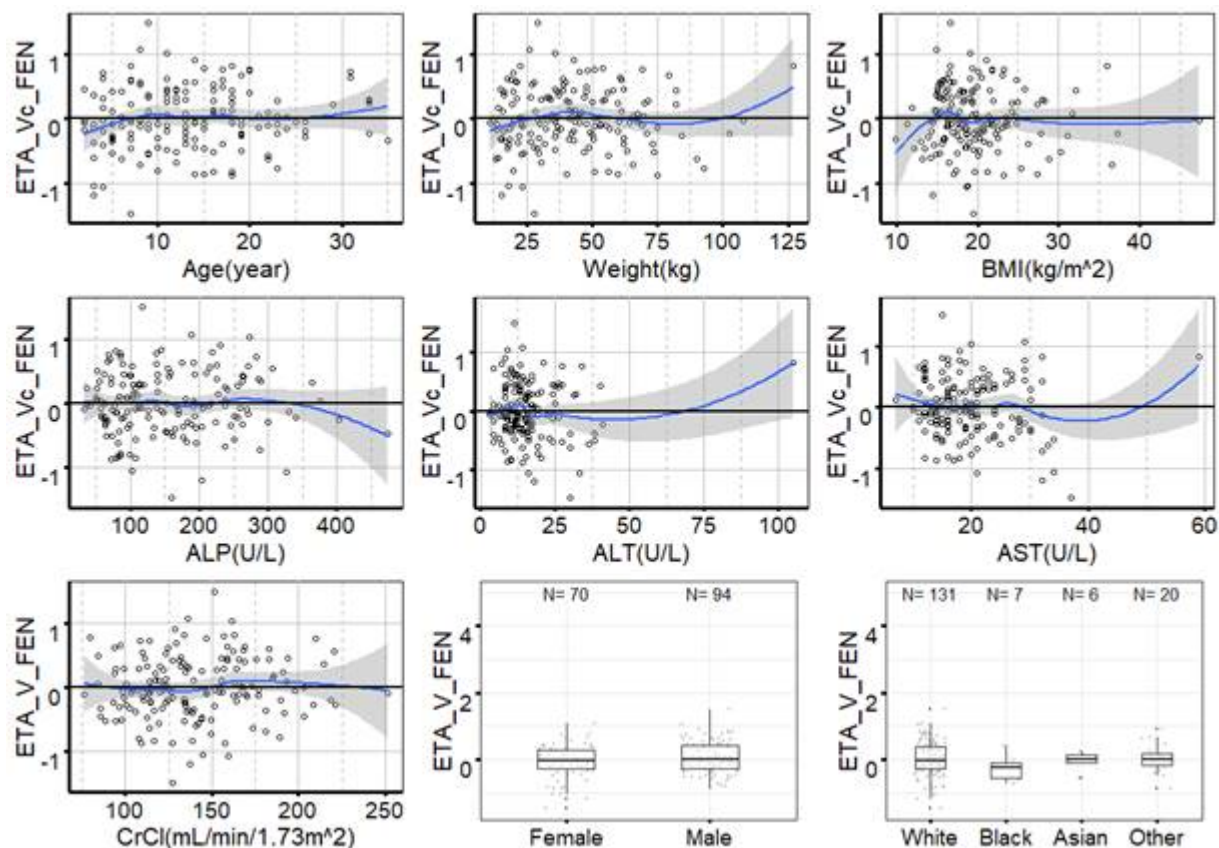 ETA_Vc_FEN
1
0
-1
10 20 30
Age(year)
ETA_Vc_FEN
1
0
-1
25 50 75 100 125
Weight(kg)
ETA_Vc_FEN
1
0
-1
10 20 30 40
BMI(kg/m^2)
ETA_Vc_FEN
1
0
-1
100 200 300 400
ALP(U/L)
ETA_Vc_FEN
1
0
-1
0 25 50 75 100
ALT(U/L)
ETA_Vc_FEN
1
0
-1
20 40 60
AST(U/L)
ETA_V_FEN
1
0
-1
100 150 200 250
CrCl(mL/min/1.73m^2)
ETA_V_FEN
N= 70 N= 94
4
2
0
Female Male
ETA_V_FEN
N= 131 N= 7 N= 6 N= 20
4
2
0
White Black Asian Other